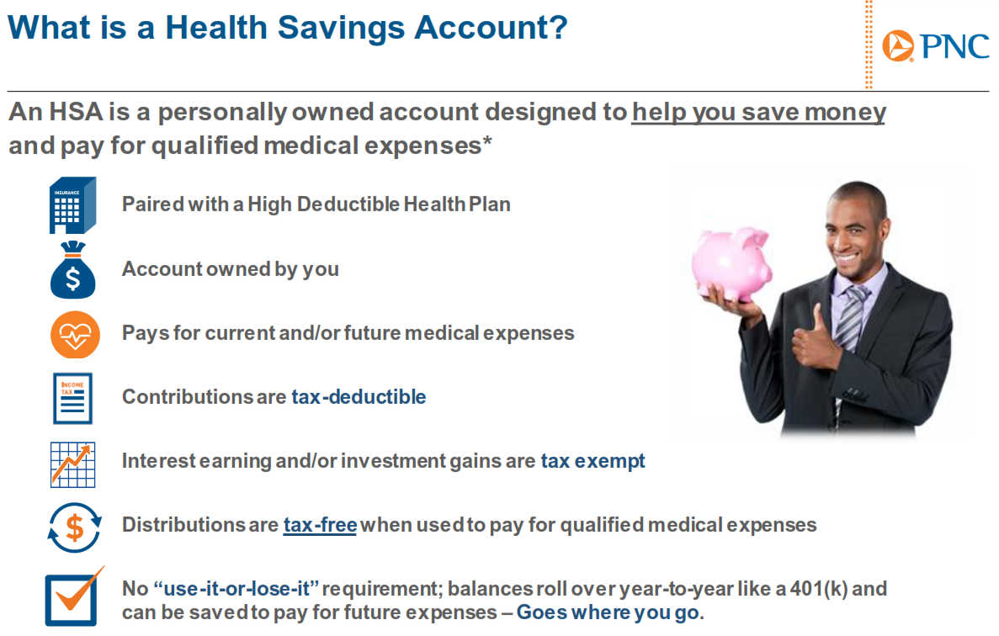 What is a Health Savings Account?
PNC
An HSA is a personally owned account designed to help you save money
and pay for qualified medical expenses*
INSURANCE
Paired with a High Deductible Health Plan
$
Account owned by you
Pays for current and/or future medical expenses
INCOME
TAX
Contributions are tax-deductible
Interest earning and/or investment gains are tax exempt
$
Distributions are tax-free when used to pay for qualified medical expenses
No “use-it-or-lose-it” requirement; balances roll over year-to-year like a 401(k) and
can be saved to pay for future expenses – Goes where you go.